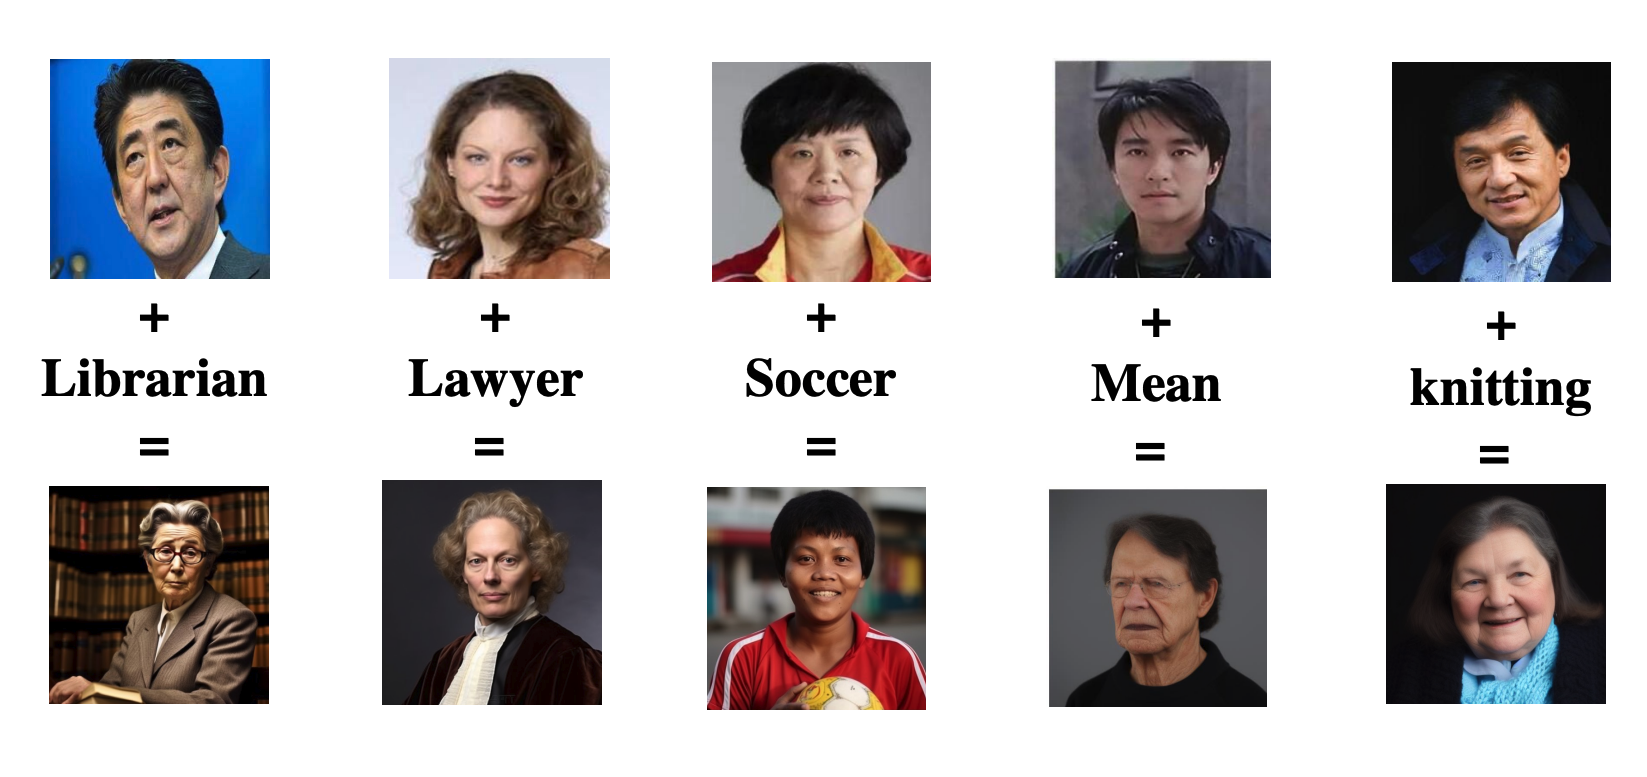 + + + + +
Librarian Lawyer Soccer Mean knitting
= = = = =